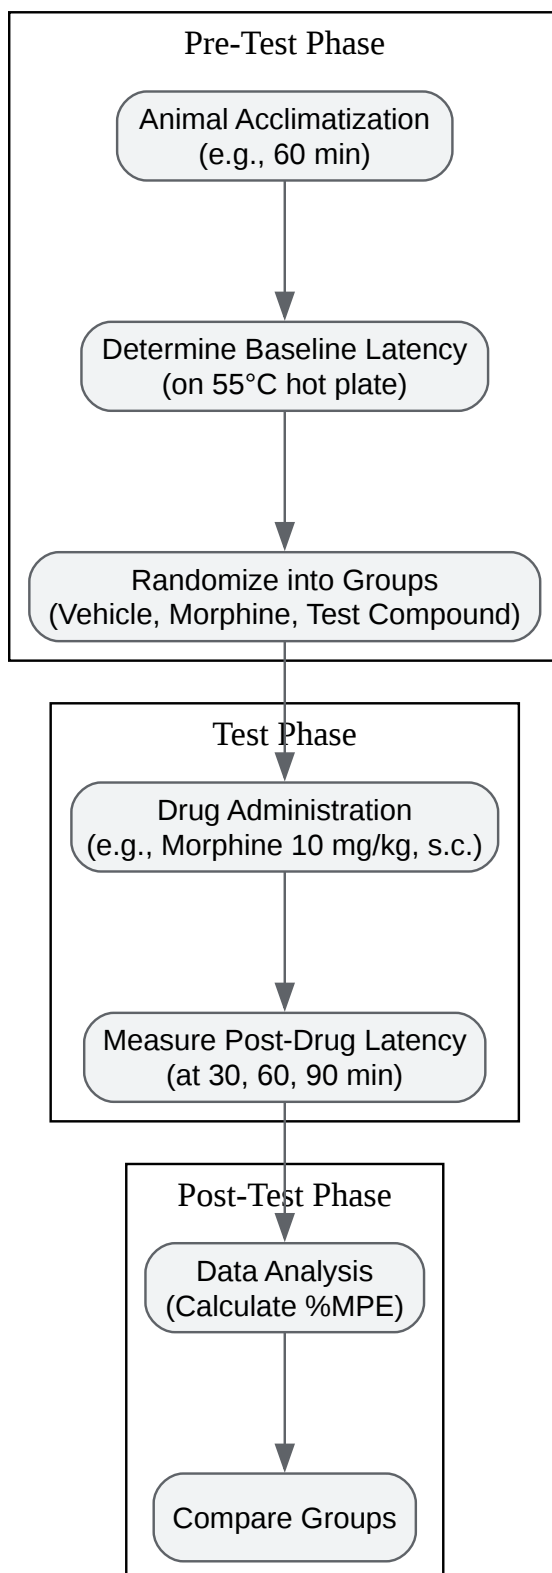 Pre-Test Phase
Animal Acclimatization
(e.g., 60 min)
Determine Baseline Latency
(on 55°C hot plate)
Randomize into Groups
(Vehicle, Morphine, Test Compound)
Test Phase
Drug Administration
(e.g., Morphine 10 mg/kg, s.c.)
Measure Post-Drug Latency
(at 30, 60, 90 min)
Post-Test Phase
Data Analysis
(Calculate %MPE)
Compare Groups